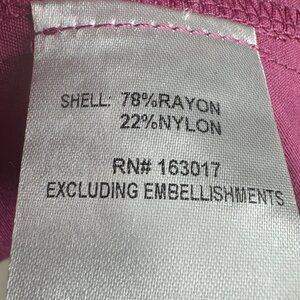 SHELL: 78%RAYON
22%NYLON
RN# 163017
EXCLUDING EMBELLISHMENTS